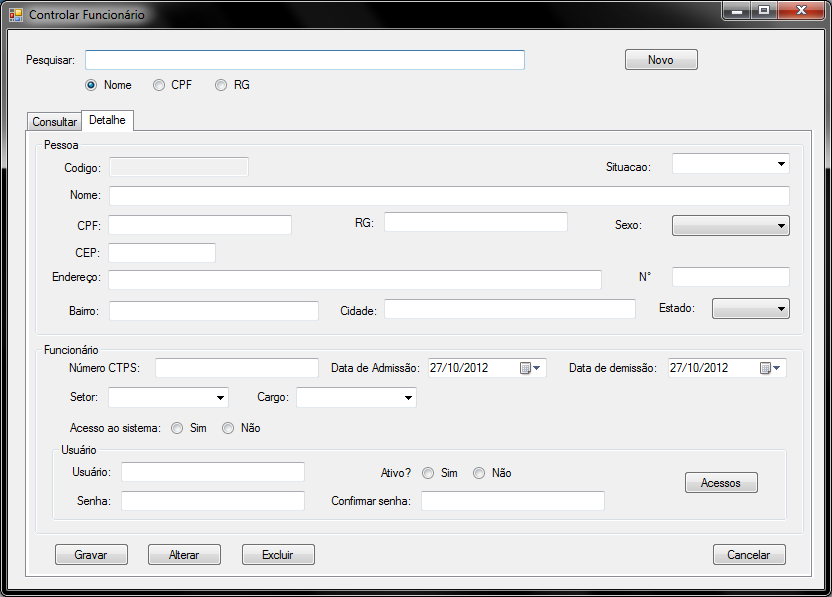 Controlar Funcionário
Pesquisar:
Novo
Nome CPF RG
Consultar Detalhe
Pessoa
Codigo: Situacao:
Nome:
CPF: RG: Sexo:
CEP:
Endereço: N°
Bairro: Cidade: Estado:
Funcionário
Número CTPS: Data de Admissão: 27/10/2012 Data de demissão: 27/10/2012
Setor: Cargo:
Acesso ao sistema: Sim Não
Usuário
Usuário: Ativo? Sim Não
Acessos
Senha: Confirmar senha:
Gravar Alterar Excluir Cancelar